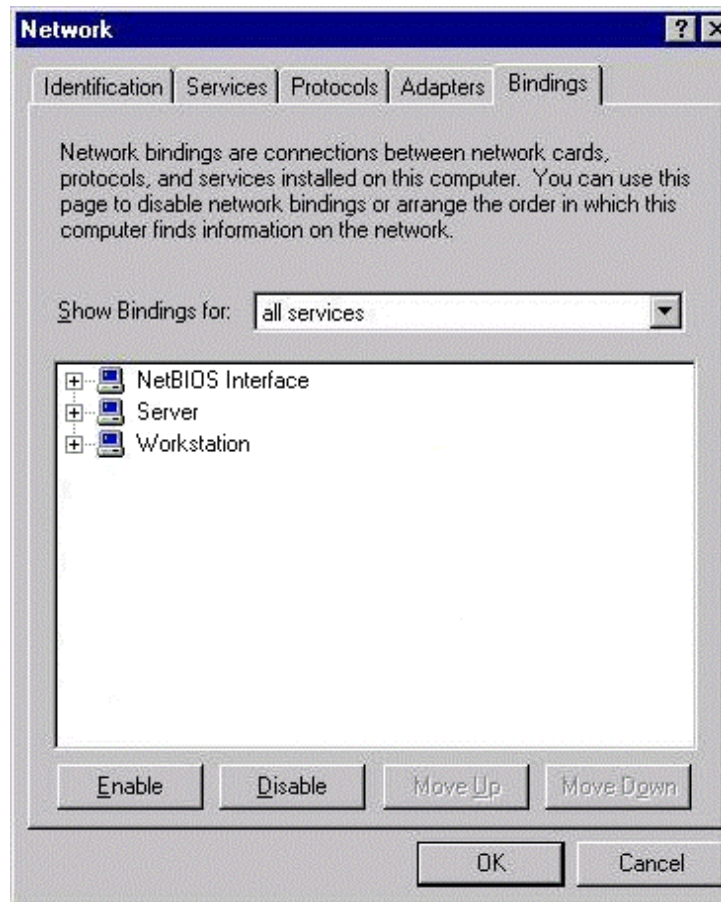 Network
Identification Services Protocols Adapters Bindings
Network bindings are connections between network cards,
protocols, and services installed on this computer. You can use this
page to disable network bindings or arrange the order in which this
computer finds information on the network.
Show Bindings for: all services
NetBIOS Interface
Server
Workstation
Enable Disable Move Up Move Down
OK Cancel